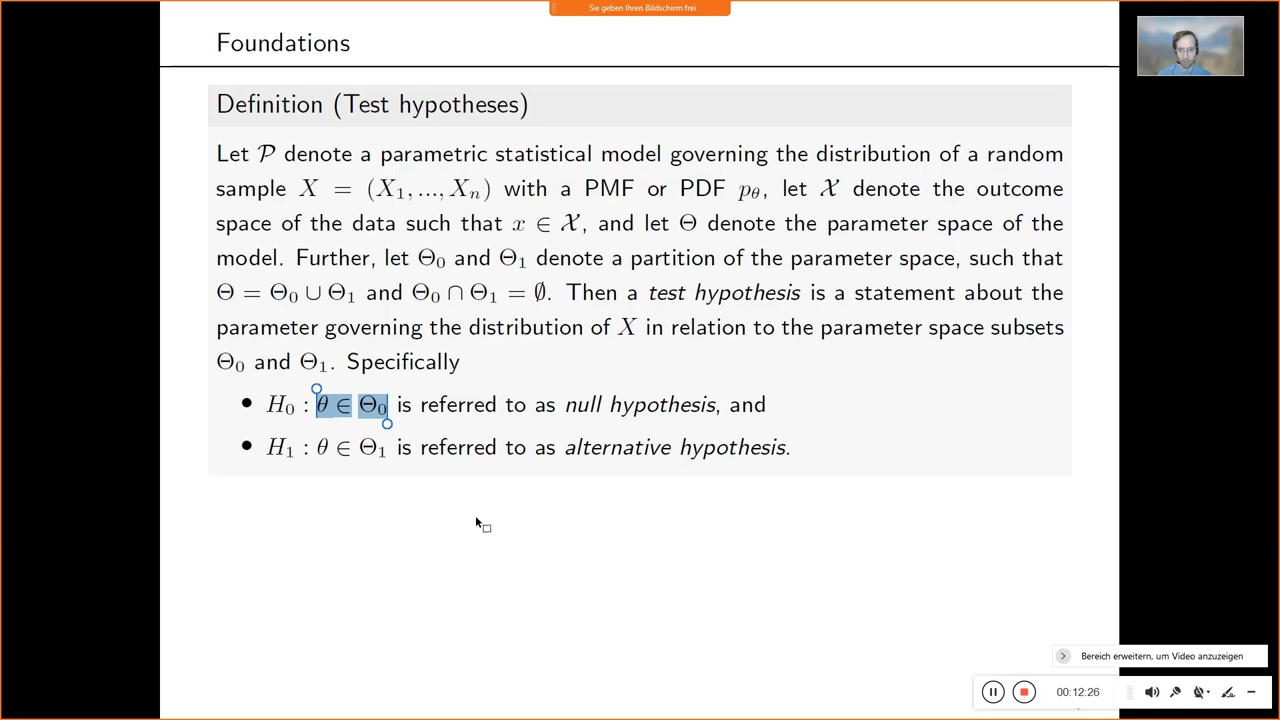 Sie geben Ihren Bildschirm frei
Foundations
Definition (Test hypotheses)
Let 𝒫 denote a parametric statistical model governing the distribution of a random
sample X = (X₁, ..., Xₙ) with a PMF or PDF p_θ, let 𝒳 denote the outcome
space of the data such that x ∈ 𝒳, and let Θ denote the parameter space of the
model. Further, let Θ₀ and Θ₁ denote a partition of the parameter space, such that
Θ = Θ₀ ∪ Θ₁ and Θ₀ ∩ Θ₁ = ∅. Then a test hypothesis is a statement about the
parameter governing the distribution of X in relation to the parameter space subsets
Θ₀ and Θ₁. Specifically
• H₀ : θ ∈ Θ₀ is referred to as null hypothesis, and
• H₁ : θ ∈ Θ₁ is referred to as alternative hypothesis.
Bereich erweitern, um Video anzuzeigen
00:12:26